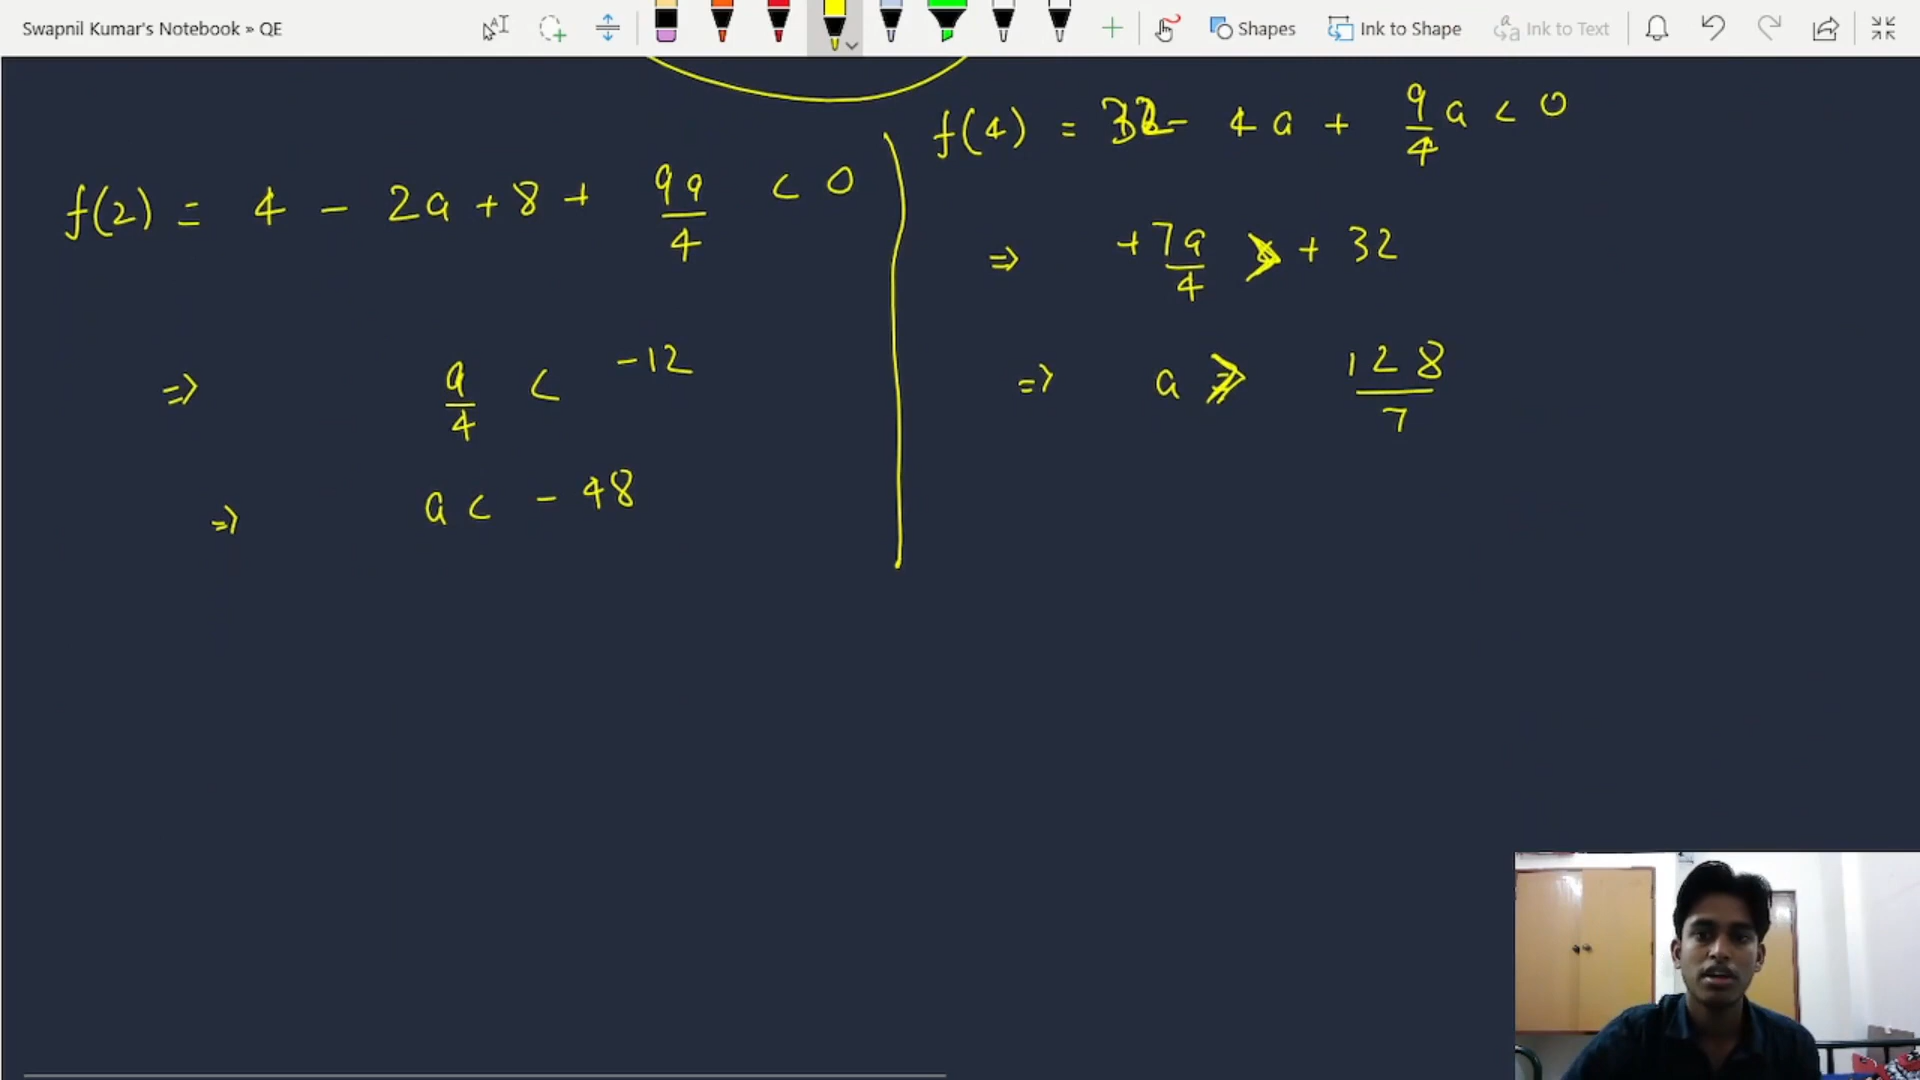 Swapnil Kumar's Notebook » QE
Shapes
Ink to Shape
Ink to Text
f(2) = 4 - 2a + 8 + 9a/4 < 0
⇒ a/4 < -12
⇒ a < -48
f(4) = 32 - 4a + 9/4 a < 0
⇒ +7a/4 > + 32
⇒ a > 128/7